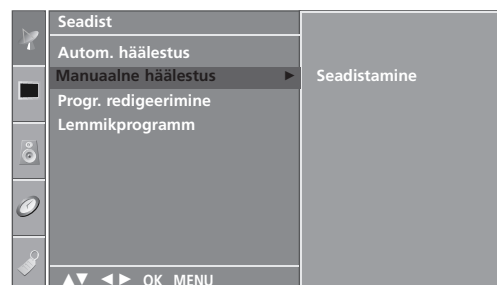 Seadist
Autom. häälestus
Manuaalne häälestus ► Seadistamine
Progr. redigeerimine
Lemmikprogramm
▲▼ ◄► OK MENU